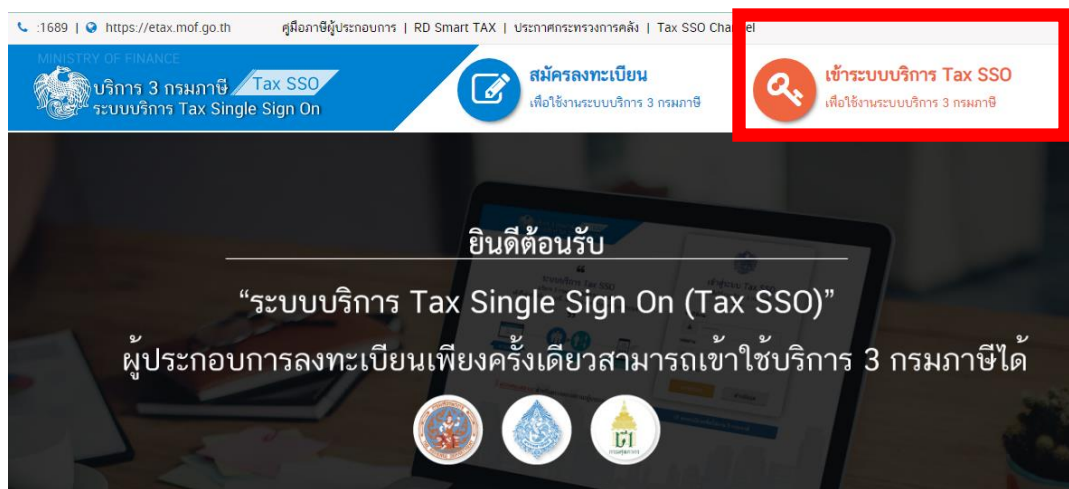 :1689 | https://etax.mof.go.th คู่มือภาษีผู้ประกอบการ | RD Smart TAX | ประกาศกระทรวงการคลัง | Tax SSO Channel
MINISTRY OF FINANCE
บริการ 3 กรมภาษี Tax SSO
ระบบบริการ Tax Single Sign On
สมัครลงทะเบียน
เพื่อใช้งานระบบบริการ 3 กรมภาษี
เข้าระบบบริการ Tax SSO
เพื่อใช้งานระบบบริการ 3 กรมภาษี
ยินดีต้อนรับ
“ระบบบริการ Tax Single Sign On (Tax SSO)”
ผู้ประกอบการลงทะเบียนเพียงครั้งเดียวสามารถเข้าใช้บริการ 3 กรมภาษีได้